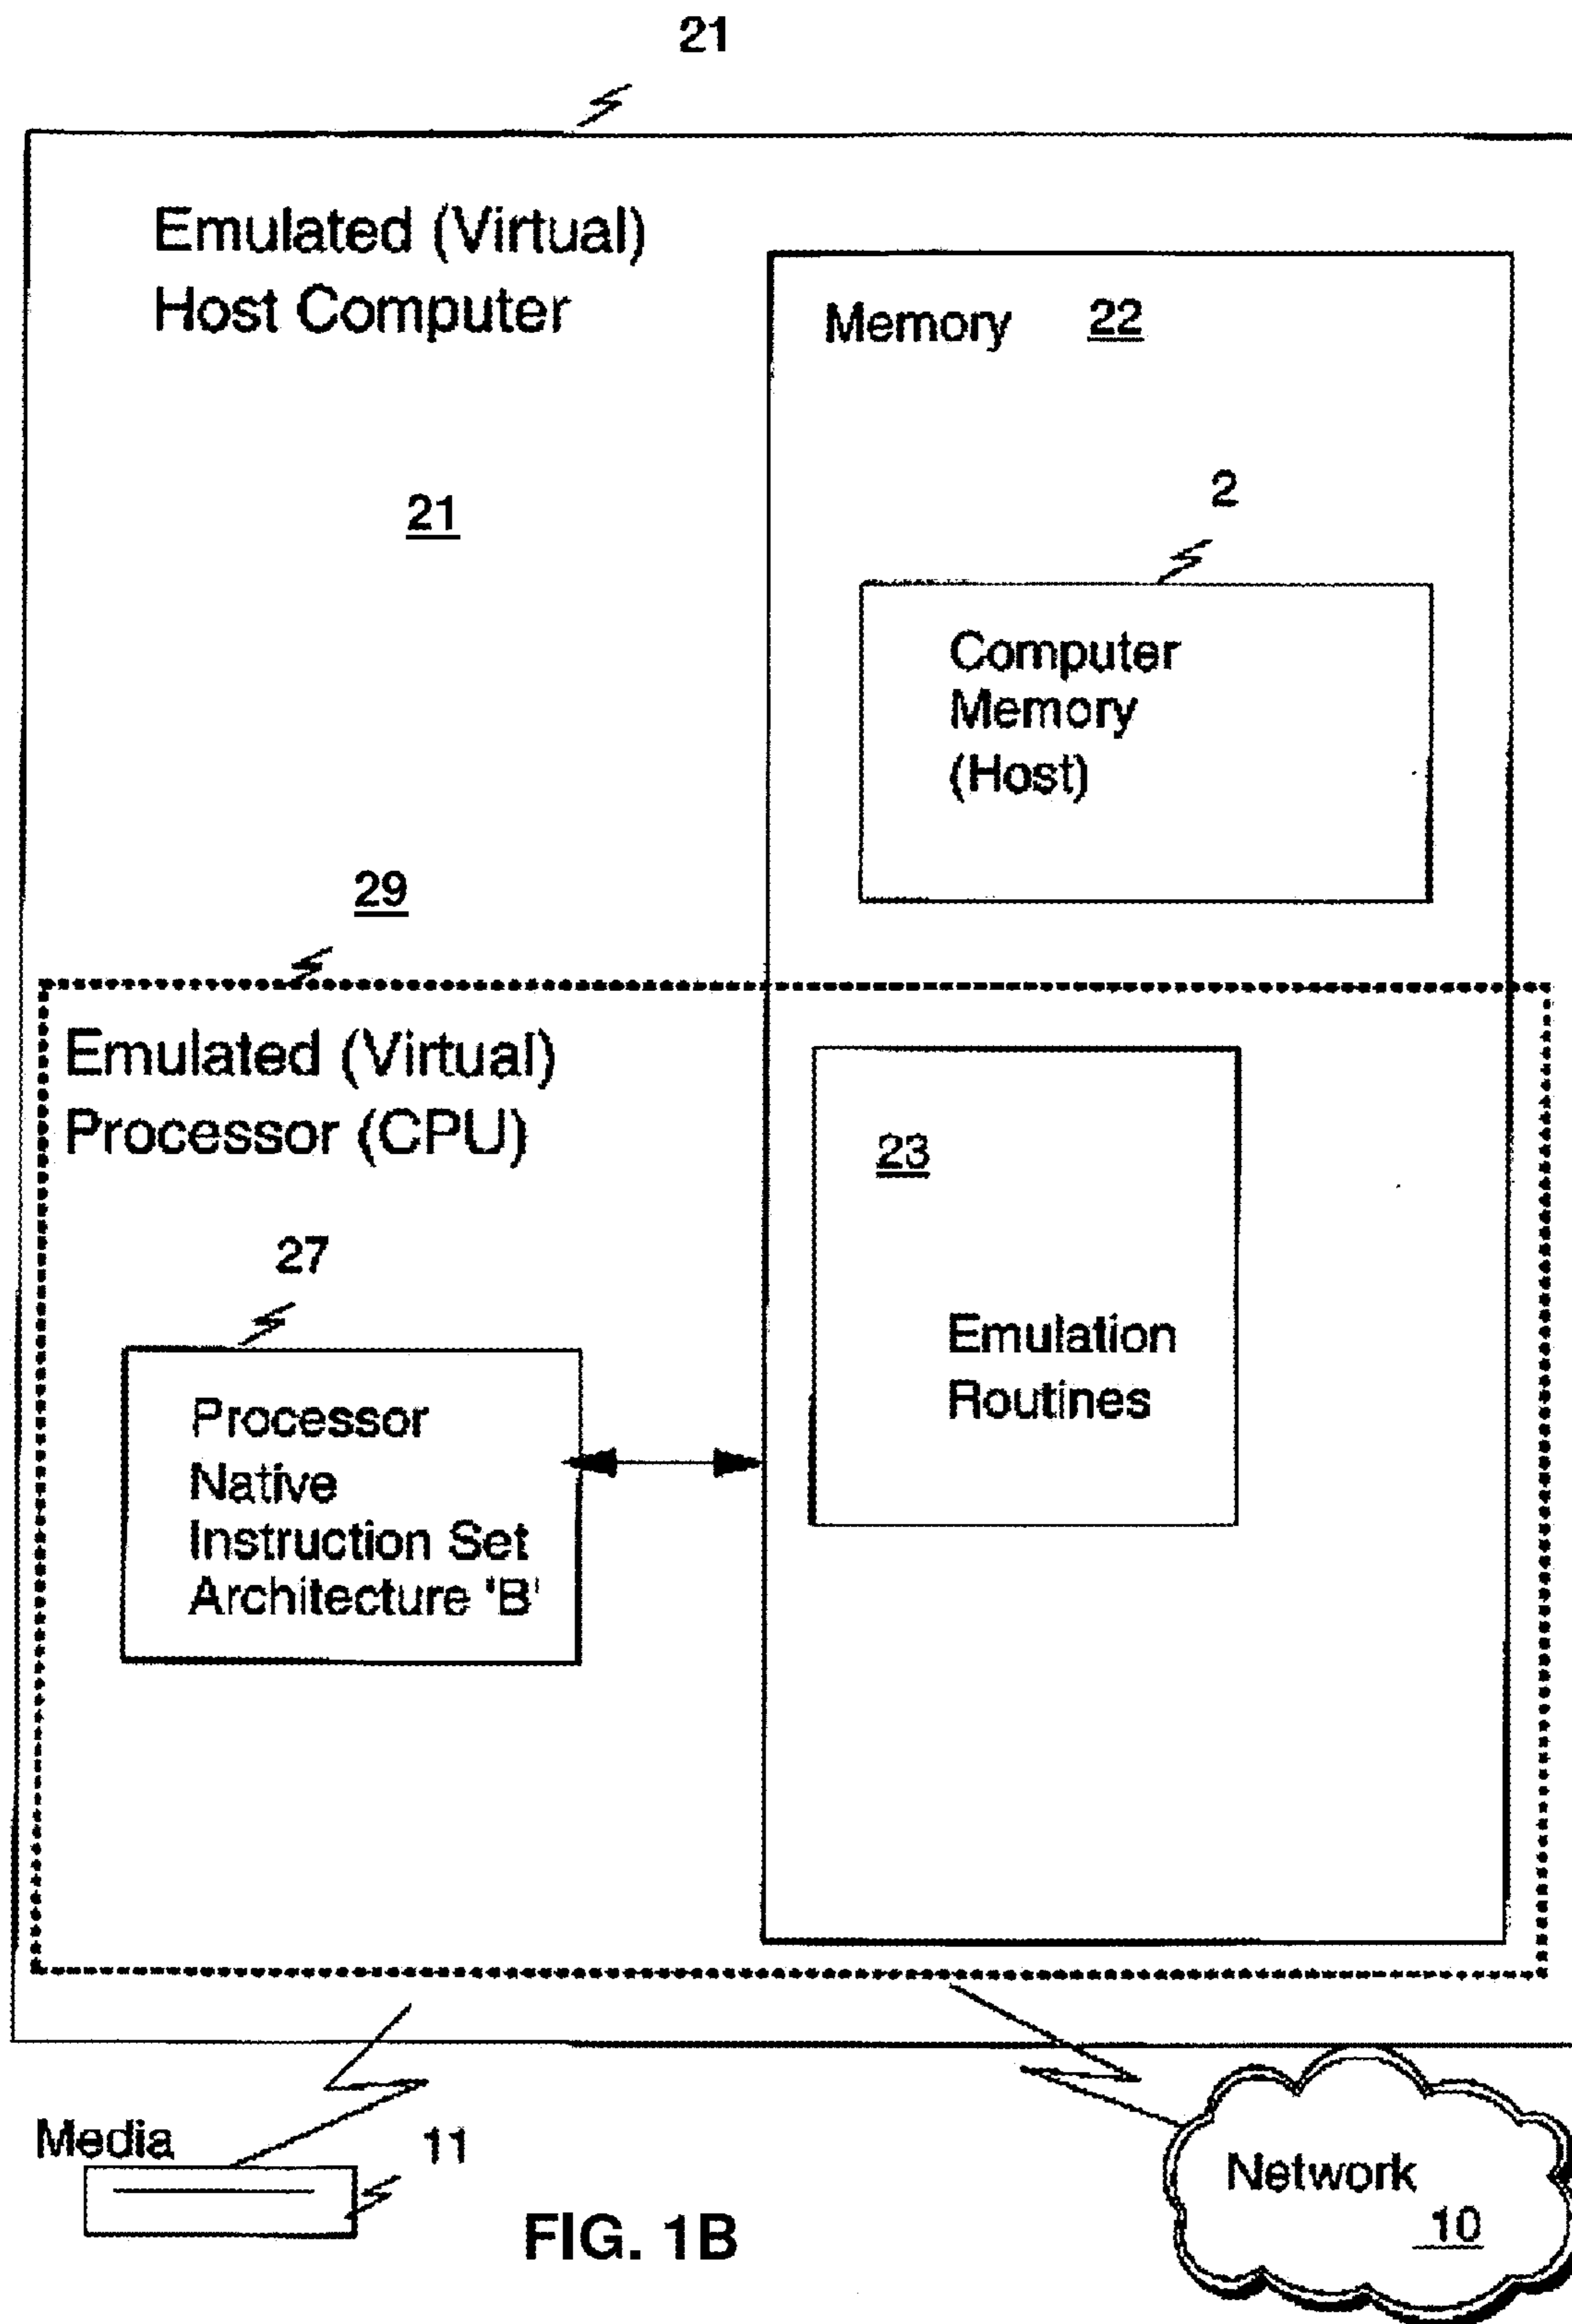 21
Emulated (Virtual)
Host Computer
21
Memory 22
2
Computer
Memory
(Host)
29
Emulated (Virtual)
Processor (CPU)
27
Processor
Native
Instruction Set
Architecture 'B'
23
Emulation
Routines
Media
11
Network
10
FIG. 1B